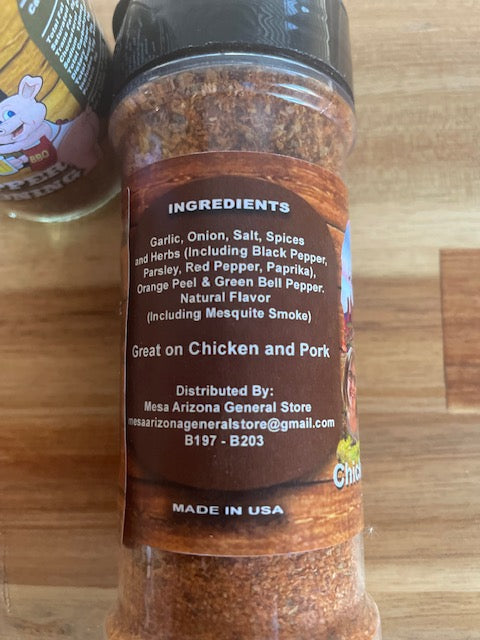 INGREDIENTS
Garlic, Onion, Salt, Spices
and Herbs (Including Black Pepper,
Parsley, Red Pepper, Paprika),
Orange Peel & Green Bell Pepper.
Natural Flavor
(Including Mesquite Smoke)
Great on Chicken and Pork
Distributed By:
Mesa Arizona General Store
mesaarizonageneralstore@gmail.com
B197 - B203
MADE IN USA
BBQ